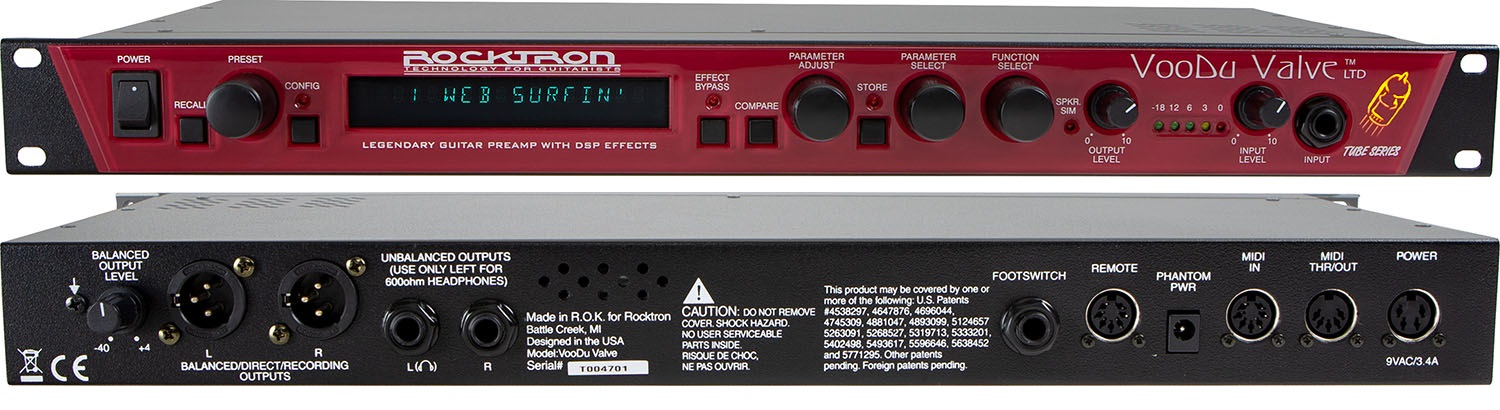 POWER
PRESET
RECALL
CONFIG
ROCKTRON
TECHNOLOGY FOR GUITARISTS
1 WEB SURFIN'
LEGENDARY GUITAR PREAMP WITH DSP EFFECTS
EFFECT
BYPASS
COMPARE
PARAMETER
ADJUST
STORE
PARAMETER
SELECT
FUNCTION
SELECT
SPKR.
SIM
0 10
OUTPUT
LEVEL
VooDu Valve ™
LTD
-18 12 6 3 0
0 10
INPUT
LEVEL
INPUT
TUBE SERIES
BALANCED
OUTPUT
LEVEL
-40 +4
CE
L R
BALANCED/DIRECT/RECORDING
OUTPUTS
UNBALANCED OUTPUTS
(USE ONLY LEFT FOR
600ohm HEADPHONES)
L( ) R
Made in R.O.K. for Rocktron
Battle Creek, MI
Designed in the USA
Model:VooDu Valve
Serial# T004701
CAUTION: DO NOT REMOVE
COVER. SHOCK HAZARD.
NO USER SERVICEABLE
PARTS INSIDE.
RISQUE DE CHOC,
NE PAS OUVRIR.
This product may be covered by one or
more of the following: U.S. Patents
#4538297, 4647876, 4696044,
4745309, 4881047, 4893099, 5124657
5263091, 5268527, 5319713, 5333201,
5402498, 5493617, 5596646, 5638452
and 5771295. Other patents
pending. Foreign patents pending.
FOOTSWITCH
REMOTE
PHANTOM
PWR
MIDI
IN
MIDI
THR/OUT
POWER
9VAC/3.4A